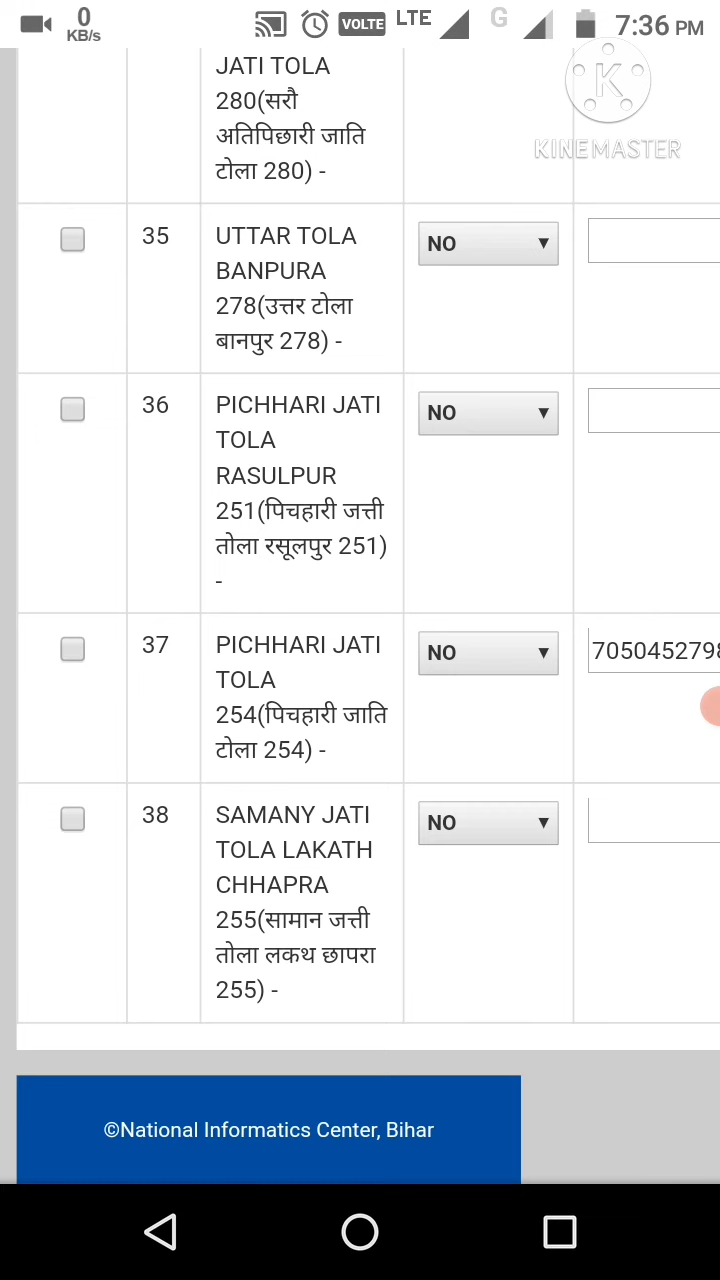 0
KB/s
VOLTE
LTE
G
7:36 PM
K
KINEMASTER
JATI TOLA
280(सरौ
अतिपिछारी जाति
टोला 280) -
35
UTTAR TOLA
BANPURA
278(उत्तर टोला
बानपुर 278) -
NO
36
PICHHARI JATI
TOLA
RASULPUR
251(पिचहारी जत्ती
तोला रसूलपुर 251)
-
NO
37
PICHHARI JATI
TOLA
254(पिचहारी जाति
टोला 254) -
NO
705045279
38
SAMANY JATI
TOLA LAKATH
CHHAPRA
255(सामान जत्ती
तोला लकथ छापरा
255) -
NO
©National Informatics Center, Bihar